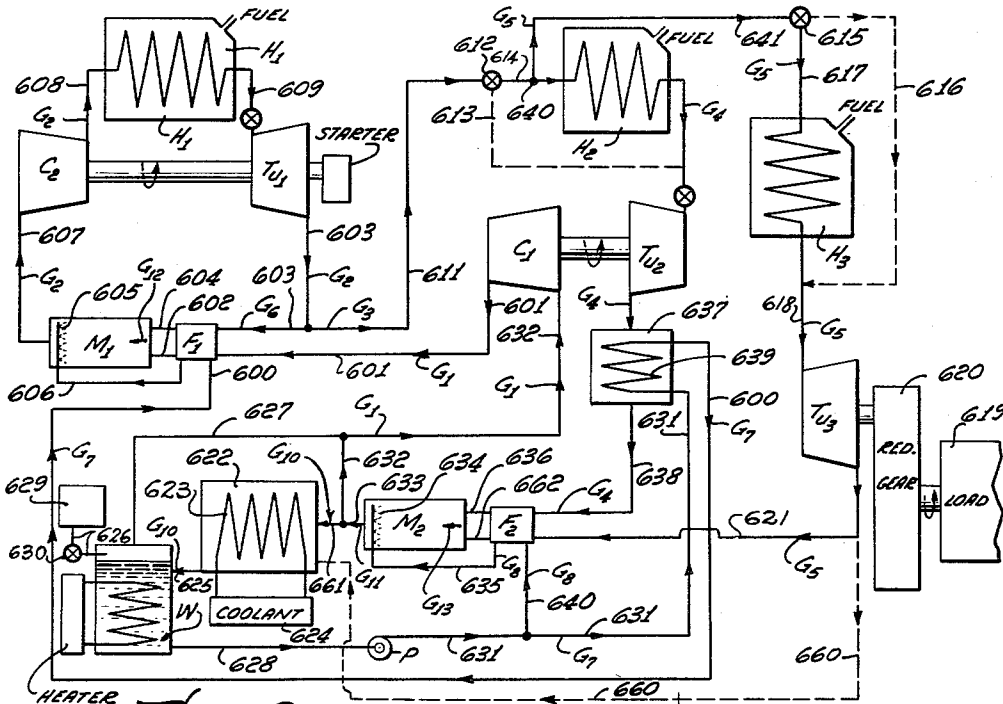 FUEL
H1
608
609
H1
G2
STARTER
C2
TU1
607
603
G2
G12
605
604
603
G2
602
G6
G3
611
M1
F1
601
G1
606
600
G5
612
614
FUEL
641
615
G5
617
616
613
640
G4
H2
FUEL
H3
C1
TU2
601
632
G4
637
639
618
G5
G1
600
631
G7
TU3
620
619
RED.
GEAR
LOAD
627
G1
G7
622
G10
632
634
636
662
633
638
G4
629
623
M2
F2
621
G5
626
G10
630
625
661
G11
G13
635
G8
G8
W
COOLANT
624
640
631
628
P
631
G7
660
HEATER
660